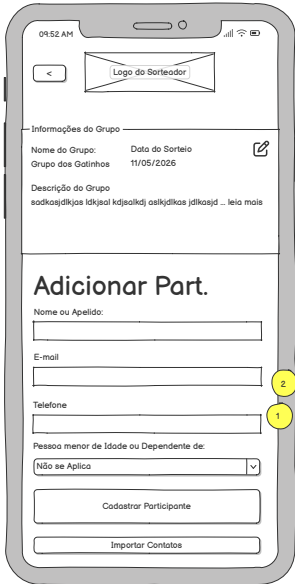 09:52 AM
<
Logo do Sorteador
Informações do Grupo
Nome do Grupo:
Data do Sorteio
Grupo dos Gatinhos
11/05/2026
Descrição do Grupo
sadkasjdlkjas ldkjsal kdjsalkdj aslkjdlkas jdlkasjd ... leia mais
Adicionar Part.
Nome ou Apelido:
E-mail
2
Telefone
1
Pessoa menor de Idade ou Dependente de:
Não se Aplica
Cadastrar Participante
Importar Contatos